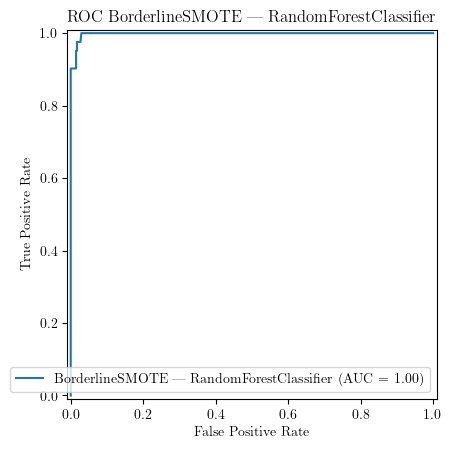 ROC BorderlineSMOTE — RandomForestClassifier
1.0
0.8
0.6
0.4
0.2
0.0
True Positive Rate
BorderlineSMOTE — RandomForestClassifier (AUC = 1.00)
0.0 0.2 0.4 0.6 0.8 1.0
False Positive Rate